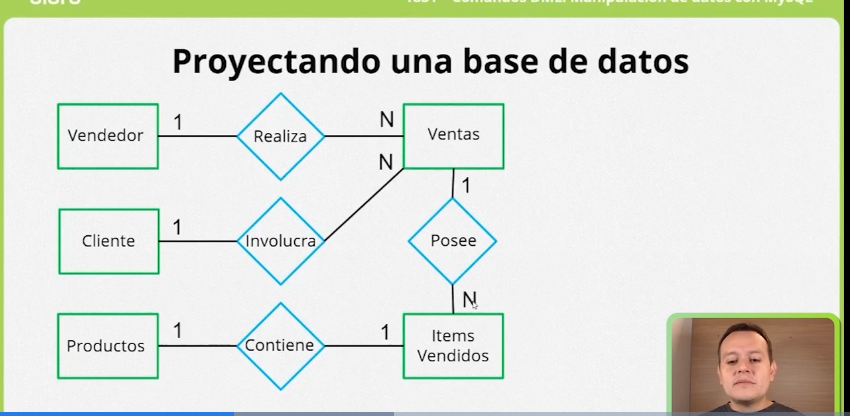 Proyectando una base de datos
Vendedor
1
Realiza
N
Ventas
N
1
Cliente
1
Involucra
Posee
N
Productos
1
Contiene
1
Items
Vendidos